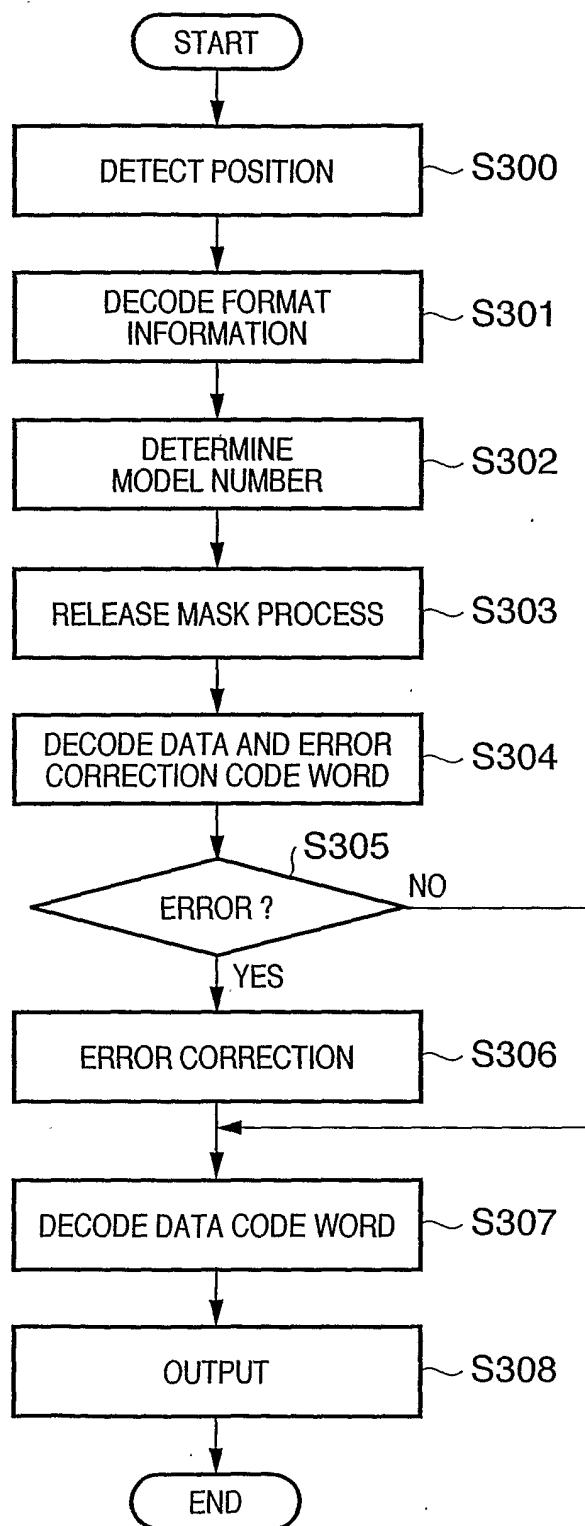 START
DETECT POSITION
S300
DECODE FORMAT
INFORMATION
S301
DETERMINE
MODEL NUMBER
S302
RELEASE MASK PROCESS
S303
DECODE DATA AND ERROR
CORRECTION CODE WORD
S304
S305
ERROR ?
NO
YES
ERROR CORRECTION
S306
DECODE DATA CODE WORD
S307
OUTPUT
S308
END